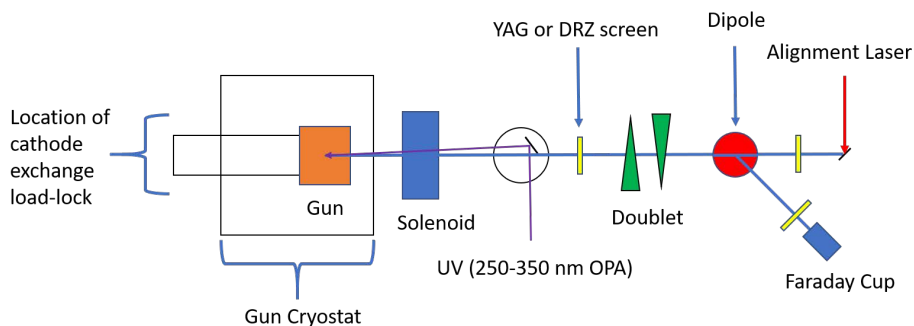 YAG or DRZ screen
Dipole
Alignment Laser
Location of
cathode
exchange
load-lock
Gun
Solenoid
Doublet
UV (250-350 nm OPA)
Faraday Cup
Gun Cryostat